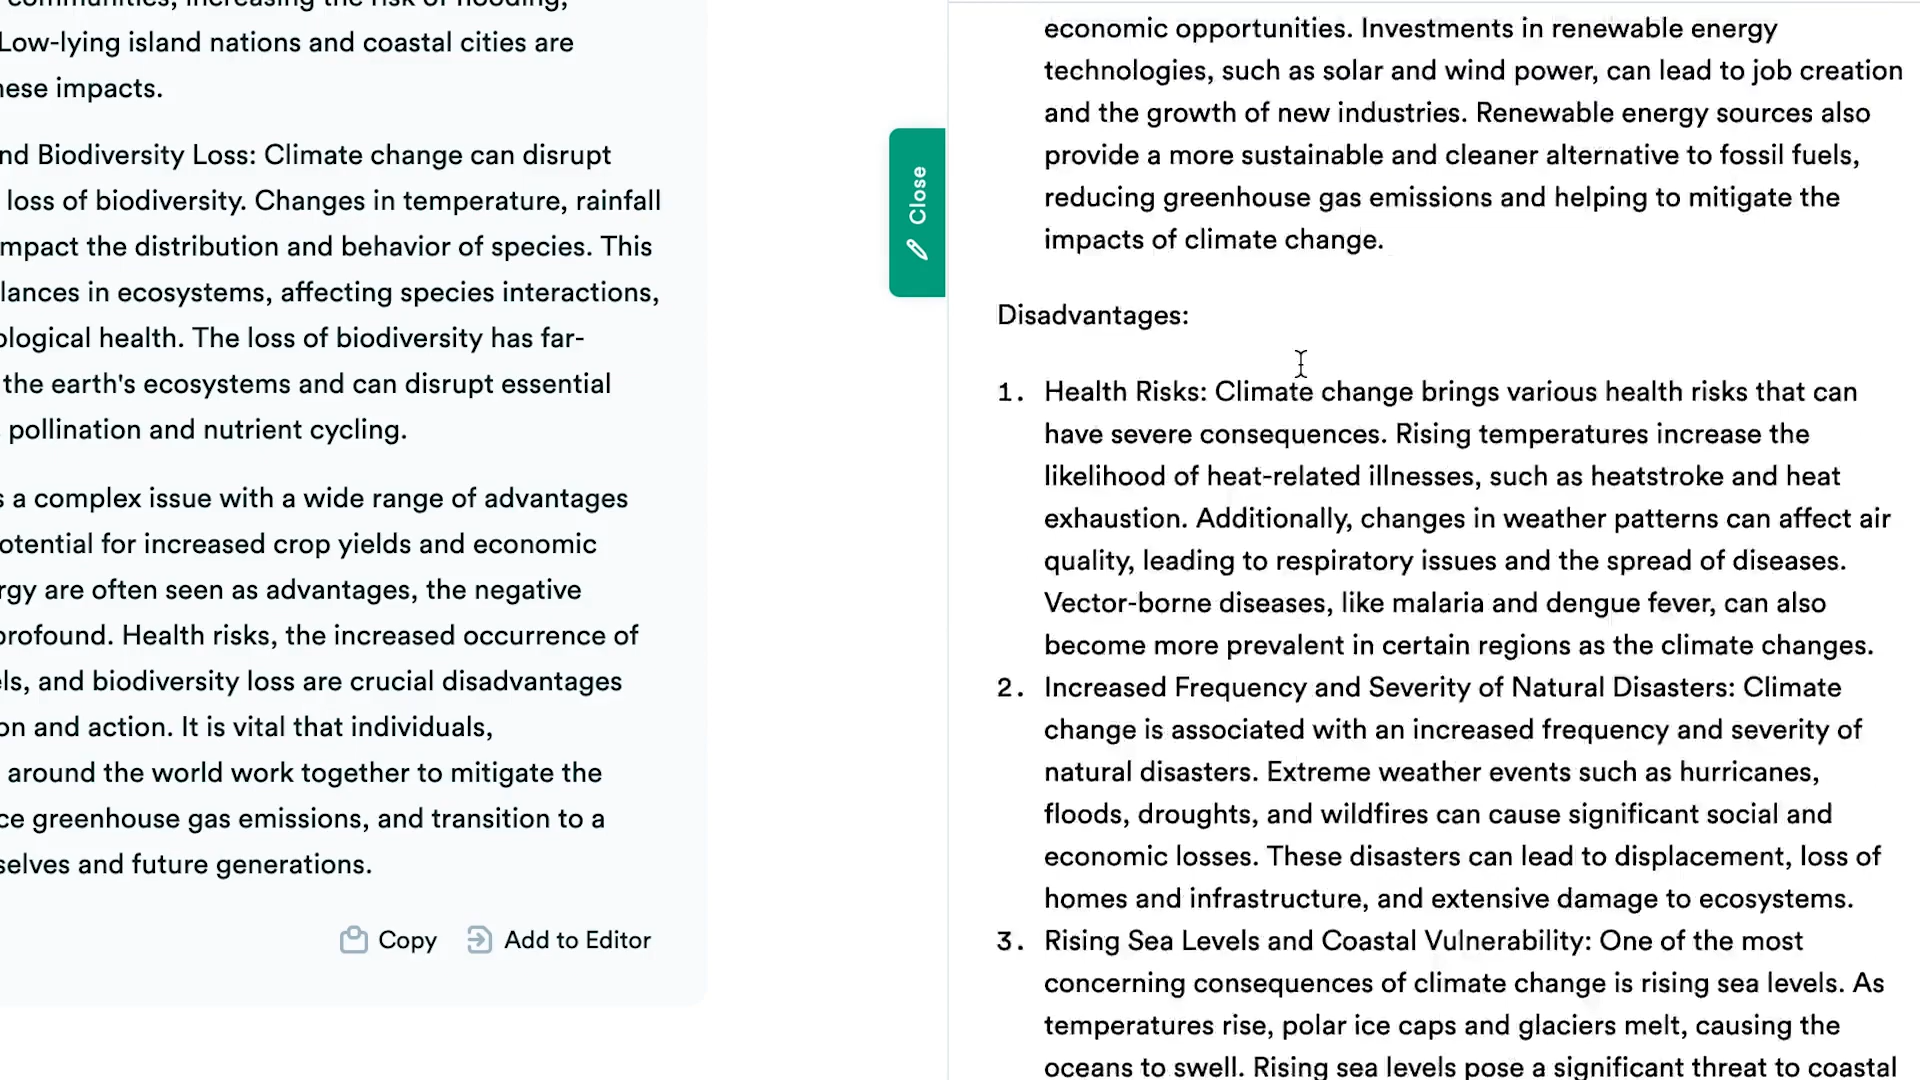 communities, increasing the risk of flooding,
Low-lying island nations and coastal cities are
these impacts.
nd Biodiversity Loss: Climate change can disrupt
loss of biodiversity. Changes in temperature, rainfall
mpact the distribution and behavior of species. This
lances in ecosystems, affecting species interactions,
ological health. The loss of biodiversity has far-
the earth's ecosystems and can disrupt essential
pollination and nutrient cycling.
s a complex issue with a wide range of advantages
otential for increased crop yields and economic
rgy are often seen as advantages, the negative
profound. Health risks, the increased occurrence of
els, and biodiversity loss are crucial disadvantages
on and action. It is vital that individuals,
around the world work together to mitigate the
ce greenhouse gas emissions, and transition to a
selves and future generations.
Copy
Add to Editor
Close
economic opportunities. Investments in renewable energy
technologies, such as solar and wind power, can lead to job creation
and the growth of new industries. Renewable energy sources also
provide a more sustainable and cleaner alternative to fossil fuels,
reducing greenhouse gas emissions and helping to mitigate the
impacts of climate change.
Disadvantages:
1. Health Risks: Climate change brings various health risks that can
have severe consequences. Rising temperatures increase the
likelihood of heat-related illnesses, such as heatstroke and heat
exhaustion. Additionally, changes in weather patterns can affect air
quality, leading to respiratory issues and the spread of diseases.
Vector-borne diseases, like malaria and dengue fever, can also
become more prevalent in certain regions as the climate changes.
2. Increased Frequency and Severity of Natural Disasters: Climate
change is associated with an increased frequency and severity of
natural disasters. Extreme weather events such as hurricanes,
floods, droughts, and wildfires can cause significant social and
economic losses. These disasters can lead to displacement, loss of
homes and infrastructure, and extensive damage to ecosystems.
3. Rising Sea Levels and Coastal Vulnerability: One of the most
concerning consequences of climate change is rising sea levels. As
temperatures rise, polar ice caps and glaciers melt, causing the
oceans to swell. Rising sea levels pose a significant threat to coastal